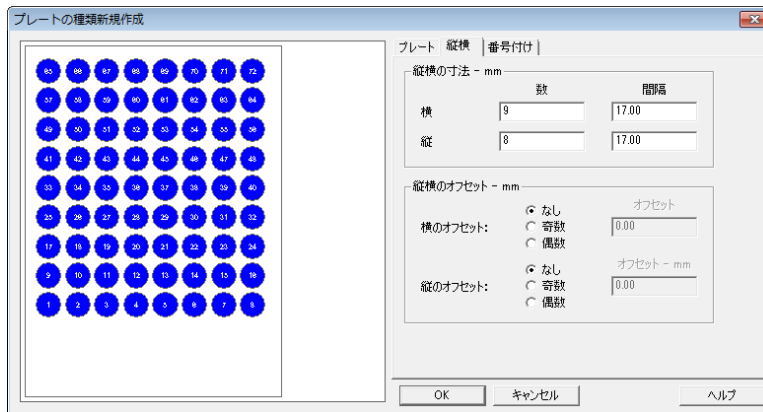 プレートの種類新規作成
65 66 67 68 69 70 71 72
57 58 59 60 61 62 63 64
49 50 51 52 53 54 55 56
41 42 43 44 45 46 47 48
33 34 35 36 37 38 39 40
25 26 27 28 29 30 31 32
17 18 19 20 21 22 23 24
9 10 11 12 13 14 15 16
1 2 3 4 5 6 7 8
プレート 縦横 番号付け
縦横の寸法 - mm
数 間隔
横 9 17.00
縦 8 17.00
縦横のオフセット - mm
オフセット
横のオフセット: なし 0.00
奇数
偶数
オフセット - mm
縦のオフセット: なし 0.00
奇数
偶数
OK キャンセル ヘルプ